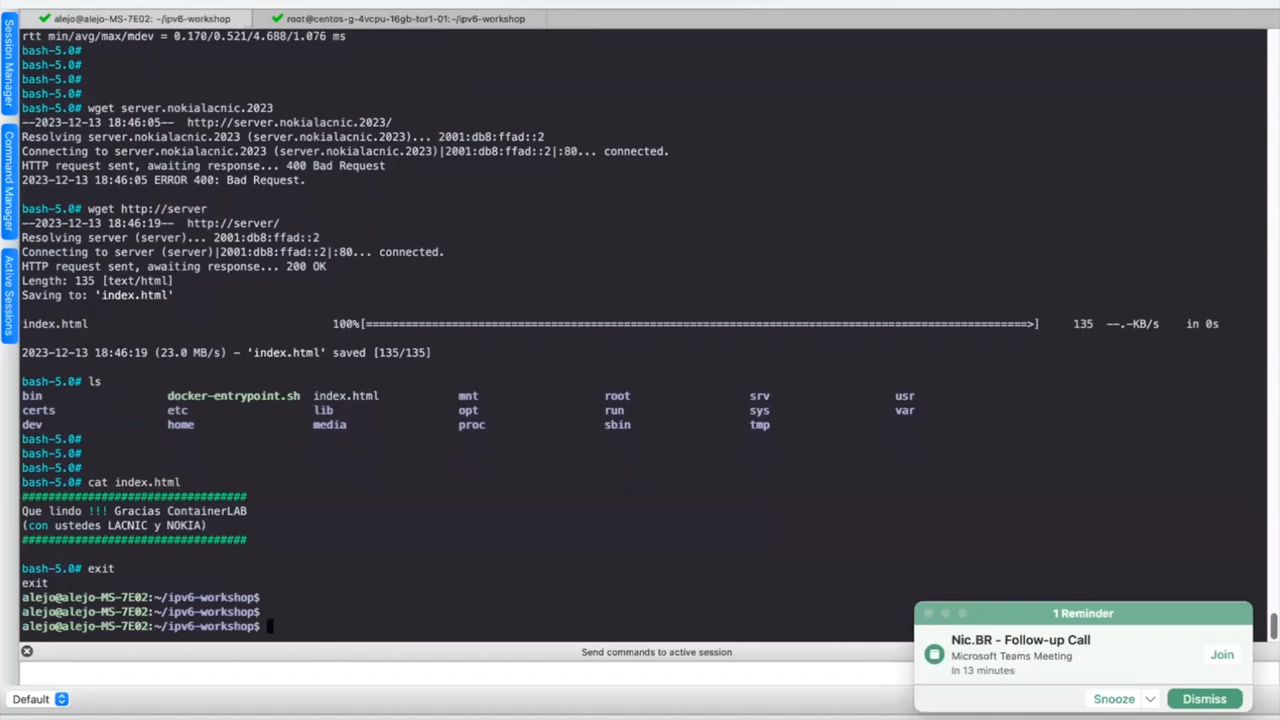 alejo@alejo-MS-7E02: ~/ipv6-workshop
root@centos-g-4vcpu-16gb-tor1-01:~/ipv6-workshop
Session Manager
Command Manager
Active Sessions
rtt min/avg/max/mdev = 0.170/0.521/4.688/1.076 ms
bash-5.0#
bash-5.0#
bash-5.0#
bash-5.0#
bash-5.0# wget server.nokialacnic.2023
--2023-12-13 18:46:05--  http://server.nokialacnic.2023/
Resolving server.nokialacnic.2023 (server.nokialacnic.2023)... 2001:db8:ffad::2
Connecting to server.nokialacnic.2023 (server.nokialacnic.2023)|2001:db8:ffad::2|:80... connected.
HTTP request sent, awaiting response... 400 Bad Request
2023-12-13 18:46:05 ERROR 400: Bad Request.
bash-5.0# wget http://server
--2023-12-13 18:46:19--  http://server/
Resolving server (server)... 2001:db8:ffad::2
Connecting to server (server)|2001:db8:ffad::2|:80... connected.
HTTP request sent, awaiting response... 200 OK
Length: 135 [text/html]
Saving to: 'index.html'
index.html 100%[==================================================================================>] 135 --.-KB/s in 0s
2023-12-13 18:46:19 (23.0 MB/s) - 'index.html' saved [135/135]
bash-5.0# ls
bin docker-entrypoint.sh index.html mnt root srv usr
certs etc lib opt run sys var
dev home media proc sbin tmp
bash-5.0#
bash-5.0#
bash-5.0#
bash-5.0# cat index.html
##################################
Que lindo !!! Gracias ContainerLAB
(con ustedes LACNIC y NOKIA)
##################################
bash-5.0# exit
exit
alejo@alejo-MS-7E02:~/ipv6-workshop$
alejo@alejo-MS-7E02:~/ipv6-workshop$
alejo@alejo-MS-7E02:~/ipv6-workshop$
1 Reminder
Nic.BR - Follow-up Call
Microsoft Teams Meeting
In 13 minutes
Join
Snooze
Dismiss
Send commands to active session
Default